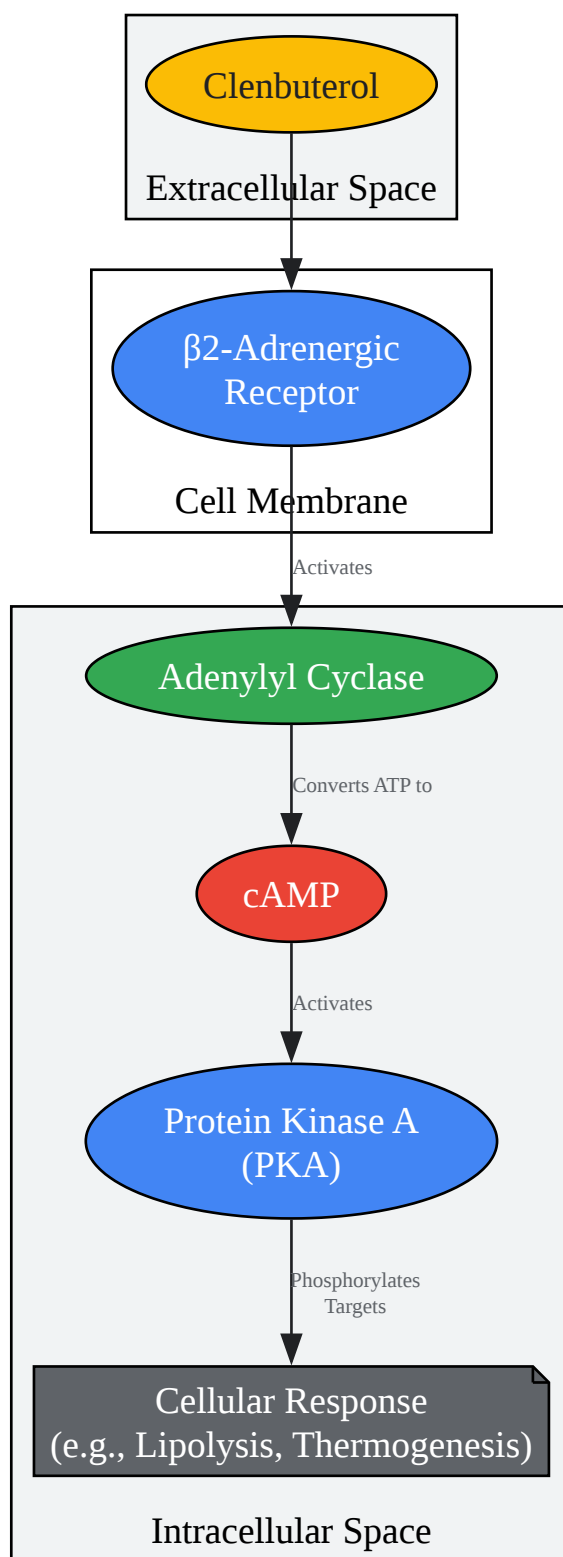 Clenbuterol
Extracellular Space
β2-Adrenergic
Receptor
Cell Membrane
Activates
Adenylyl Cyclase
Converts ATP to
cAMP
Activates
Protein Kinase A
(PKA)
Phosphorylates
Targets
Cellular Response
(e.g., Lipolysis, Thermogenesis)
Intracellular Space